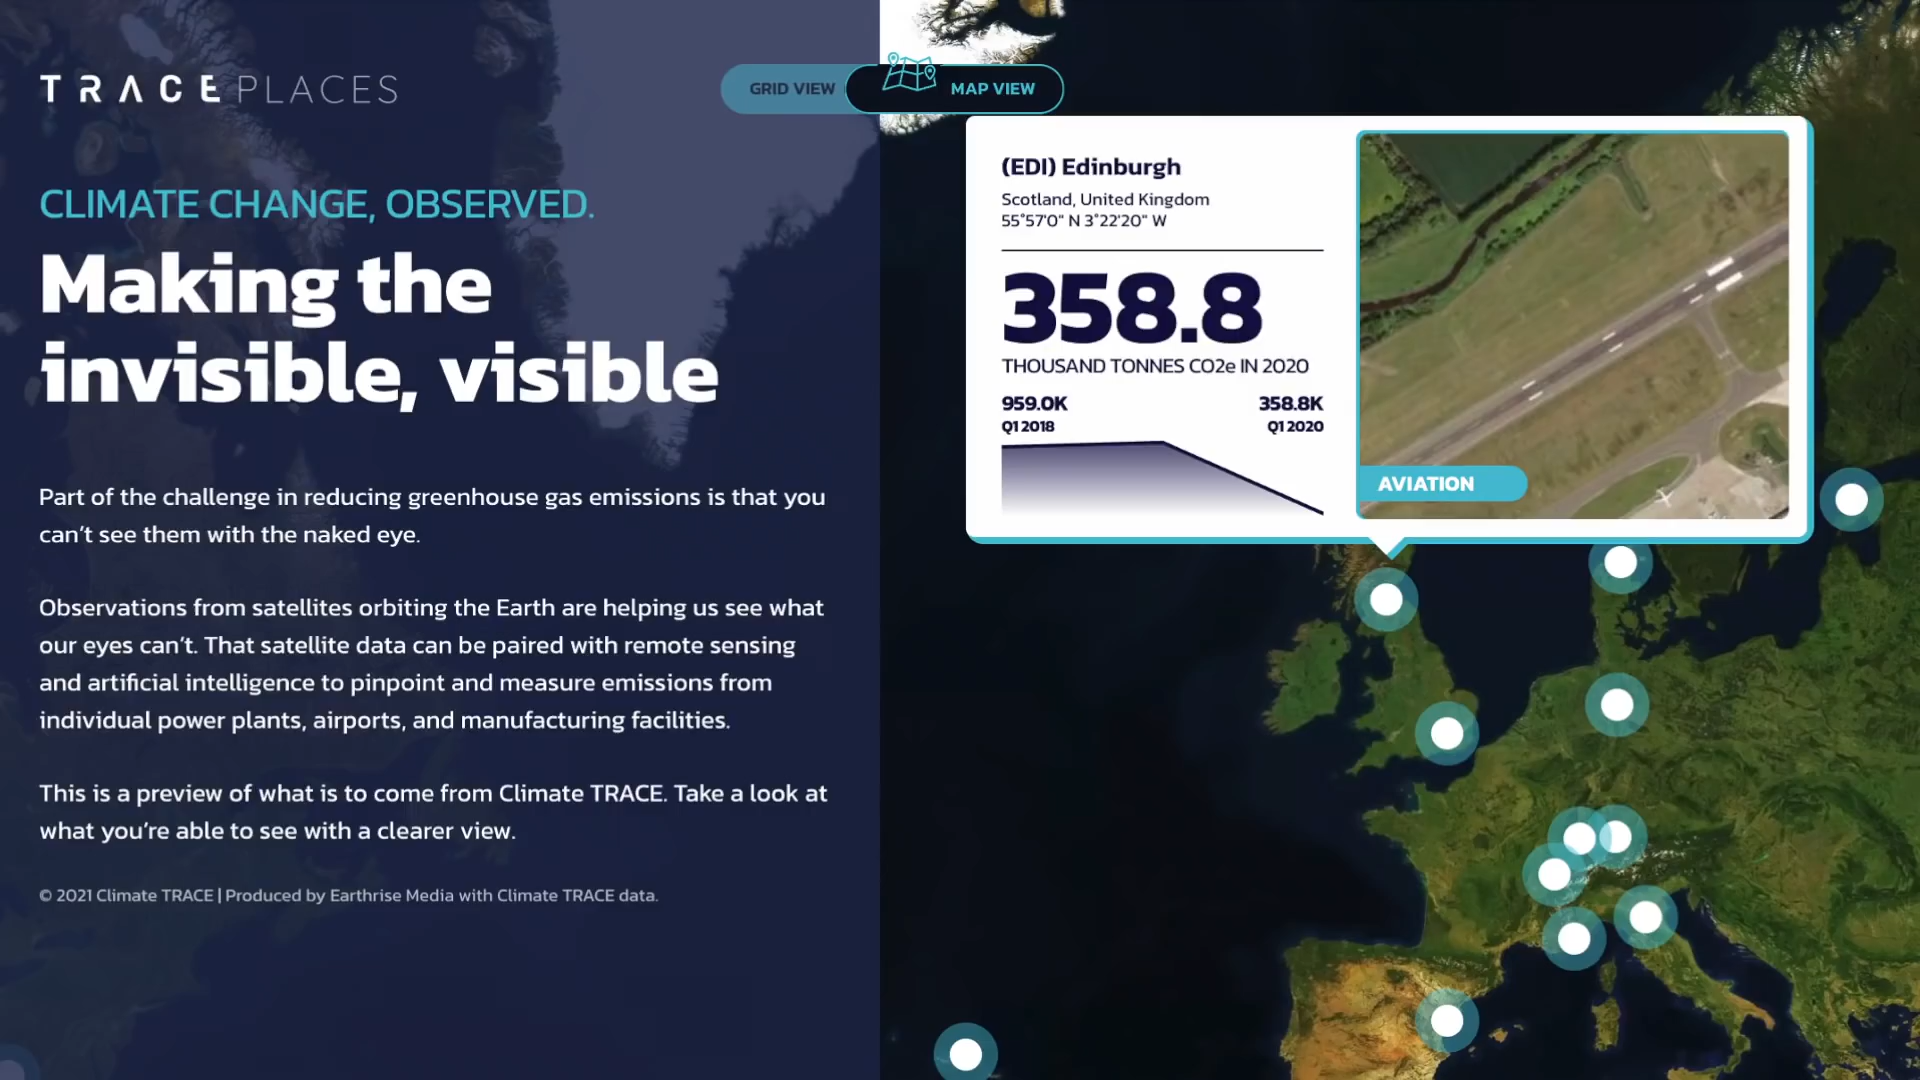 TRACE PLACES
GRID VIEW
MAP VIEW
CLIMATE CHANGE, OBSERVED.
Making the
invisible, visible
Part of the challenge in reducing greenhouse gas emissions is that you
can’t see them with the naked eye.
Observations from satellites orbiting the Earth are helping us see what
our eyes can’t. That satellite data can be paired with remote sensing
and artificial intelligence to pinpoint and measure emissions from
individual power plants, airports, and manufacturing facilities.
This is a preview of what is to come from Climate TRACE. Take a look at
what you’re able to see with a clearer view.
© 2021 Climate TRACE | Produced by Earthrise Media with Climate TRACE data.
(EDI) Edinburgh
Scotland, United Kingdom
55°57'0" N 3°22'20" W
358.8
THOUSAND TONNES CO2e IN 2020
959.0K 358.8K
Q1 2018 Q1 2020
AVIATION